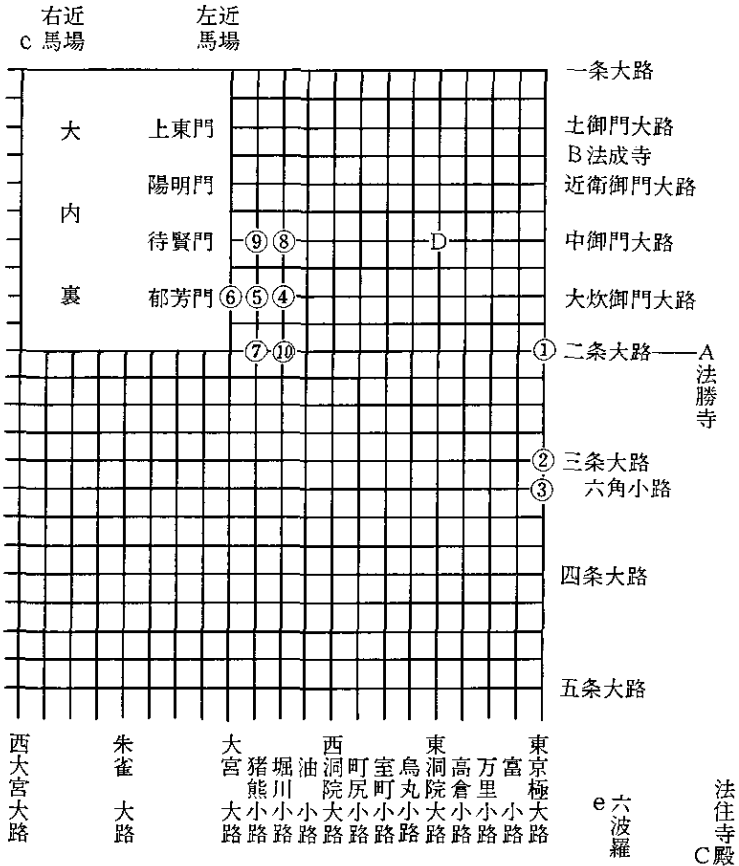 右近馬場
c
左近馬場
一条大路
大内裏
上東門
土御門大路
B法成寺
陽明門
近衛御門大路
待賢門
⑨
⑧
D
中御門大路
郁芳門
⑥
⑤
④
大炊御門大路
⑦
⑩
①
二条大路
A法勝寺
②
三条大路
③
六角小路
四条大路
五条大路
西大宮大路
朱雀大路
大宮大路
猪熊小路
堀川小路
油小路
西洞院大路
町尻小路
室町小路
烏丸小路
東洞院大路
高倉小路
万里小路
富小路
東京極大路
e六波羅
法住寺殿
C